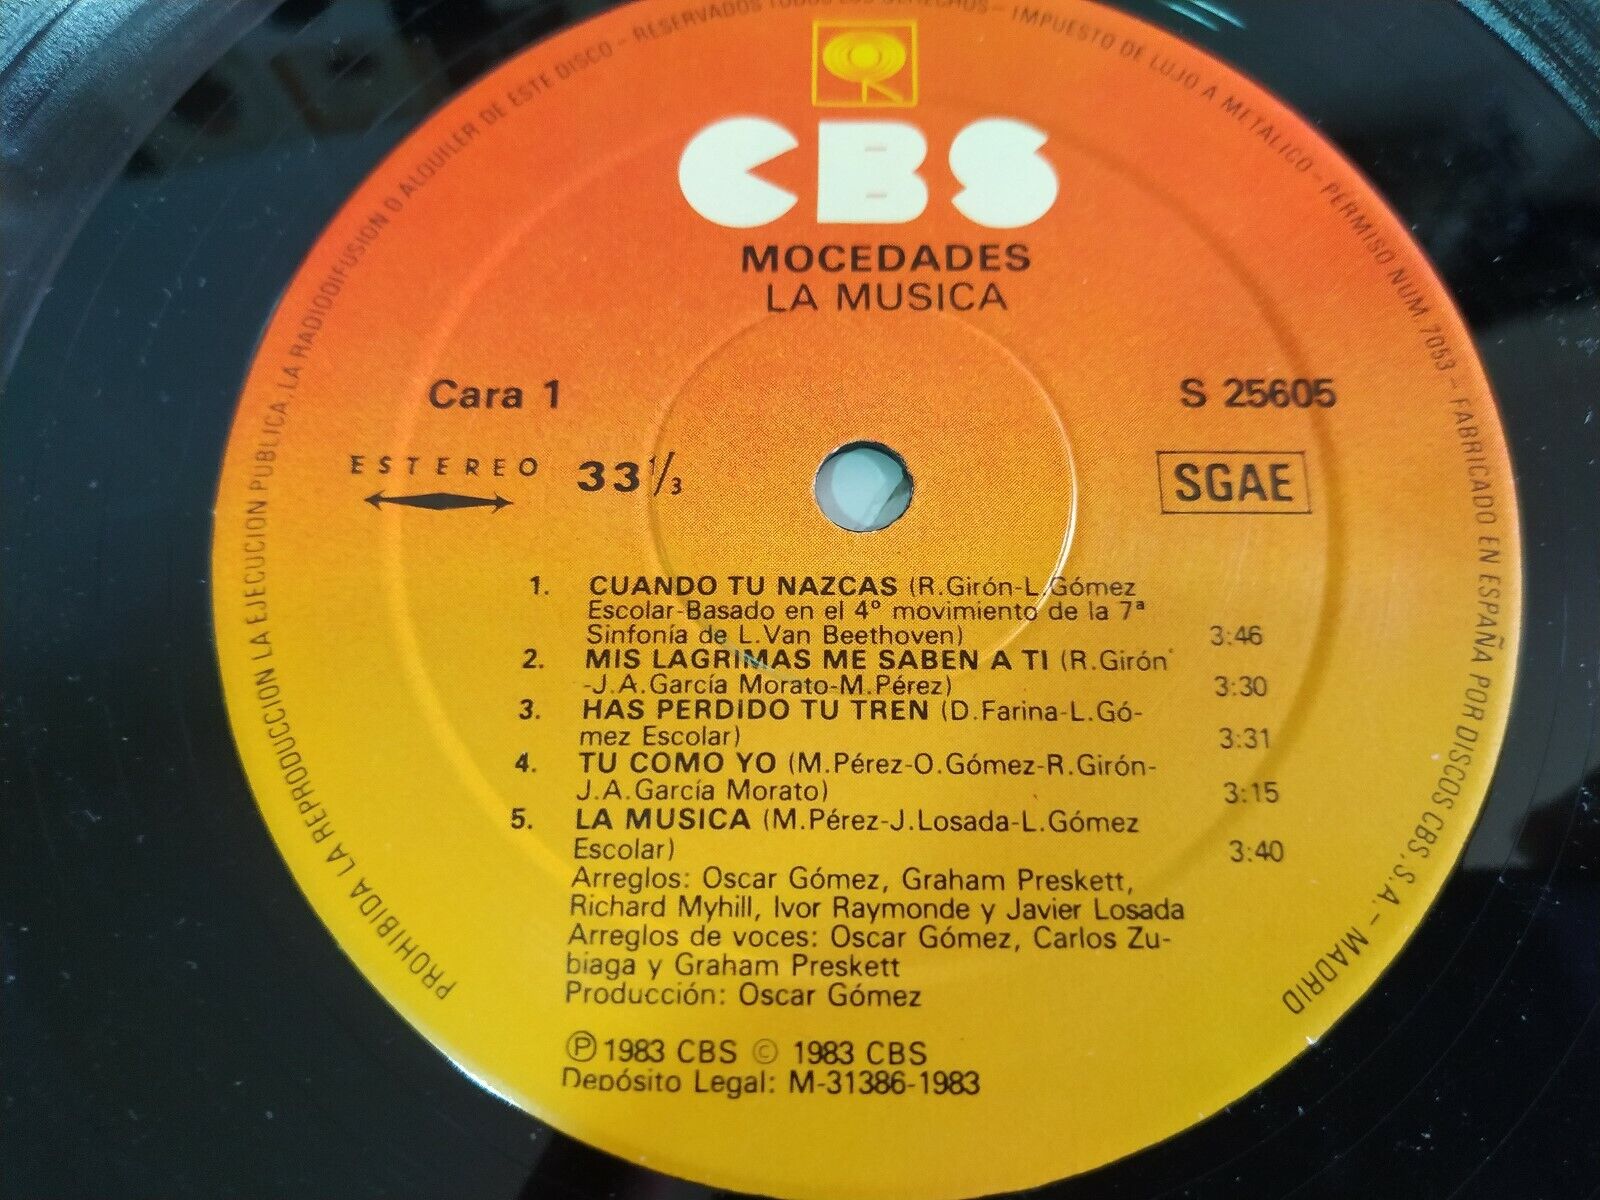 CBS
MOCEDADES
LA MUSICA
Cara 1
S 25605
ESTEREO
33 1/3
SGAE
1. CUANDO TU NAZCAS (R.Girón-L.Gómez
Escolar-Basado en el 4º movimiento de la 7ª
Sinfonía de L.Van Beethoven) 3:46
2. MIS LAGRIMAS ME SABEN A TI (R.Girón
-J.A.García Morato-M.Pérez) 3:30
3. HAS PERDIDO TU TREN (D.Farina-L.Gó-
mez Escolar) 3:31
4. TU COMO YO (M.Pérez-O.Gómez-R.Girón-
J.A.García Morato) 3:15
5. LA MUSICA (M.Pérez-J.Losada-L.Gómez
Escolar) 3:40
Arreglos: Oscar Gómez, Graham Preskett,
Richard Myhill, Ivor Raymonde y Javier Losada
Arreglos de voces: Oscar Gómez, Carlos Zu-
biaga y Graham Preskett
Producción: Oscar Gómez
Ⓟ 1983 CBS © 1983 CBS
Depósito Legal: M-31386-1983
PROHIBIDA LA REPRODUCCION LA EJECUCION PUBLICA, LA RADIODIFUSION O ALQUILER DE ESTE DISCO - RESERVADOS TODOS LOS DERECHOS - IMPUESTO DE LUJO A METALICO - PERMISO NUM 7053 - FABRICADO EN ESPAÑA POR DISCOS CBS, S.A. - MADRID